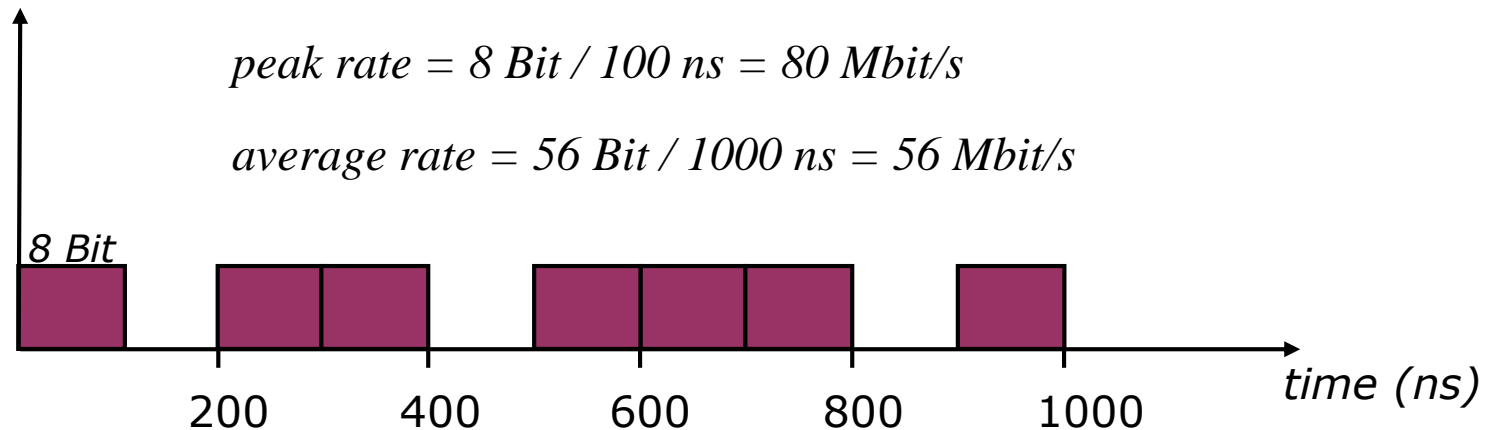 peak rate = 8 Bit / 100 ns = 80 Mbit/s
average rate = 56 Bit / 1000 ns = 56 Mbit/s
8 Bit
time (ns)
200 400 600 800 1000